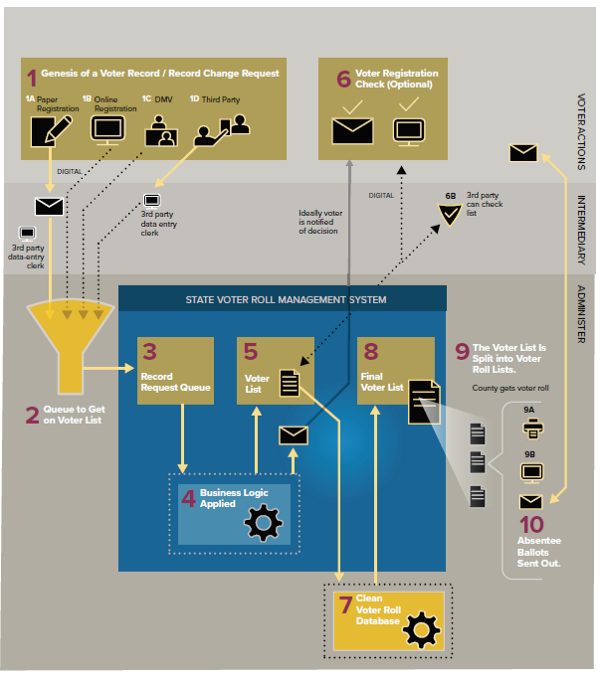 1 Genesis of a Voter Record / Record Change Request
1A Paper
Registration
1B Online
Registration
1C DMV
1D Third Party
6 Voter Registration
Check (Optional)
VOTER ACTIONS
DIGITAL
3rd party
data-entry
clerk
3rd party
data entry
clerk
Ideally voter
is notified
of decision
DIGITAL
6B
3rd party
can check
list
INTERMEDIARY
ADMINISTER
STATE VOTER ROLL MANAGEMENT SYSTEM
2 Queue to Get
on Voter List
3
Record
Request Queue
5
Voter
List
8
Final
Voter List
9 The Voter List Is
Split into Voter
Roll Lists.
County gets voter roll
9A
9B
10
Absentee
Ballots
Sent Out.
4 Business Logic
Applied
7 Clean
Voter Roll
Database